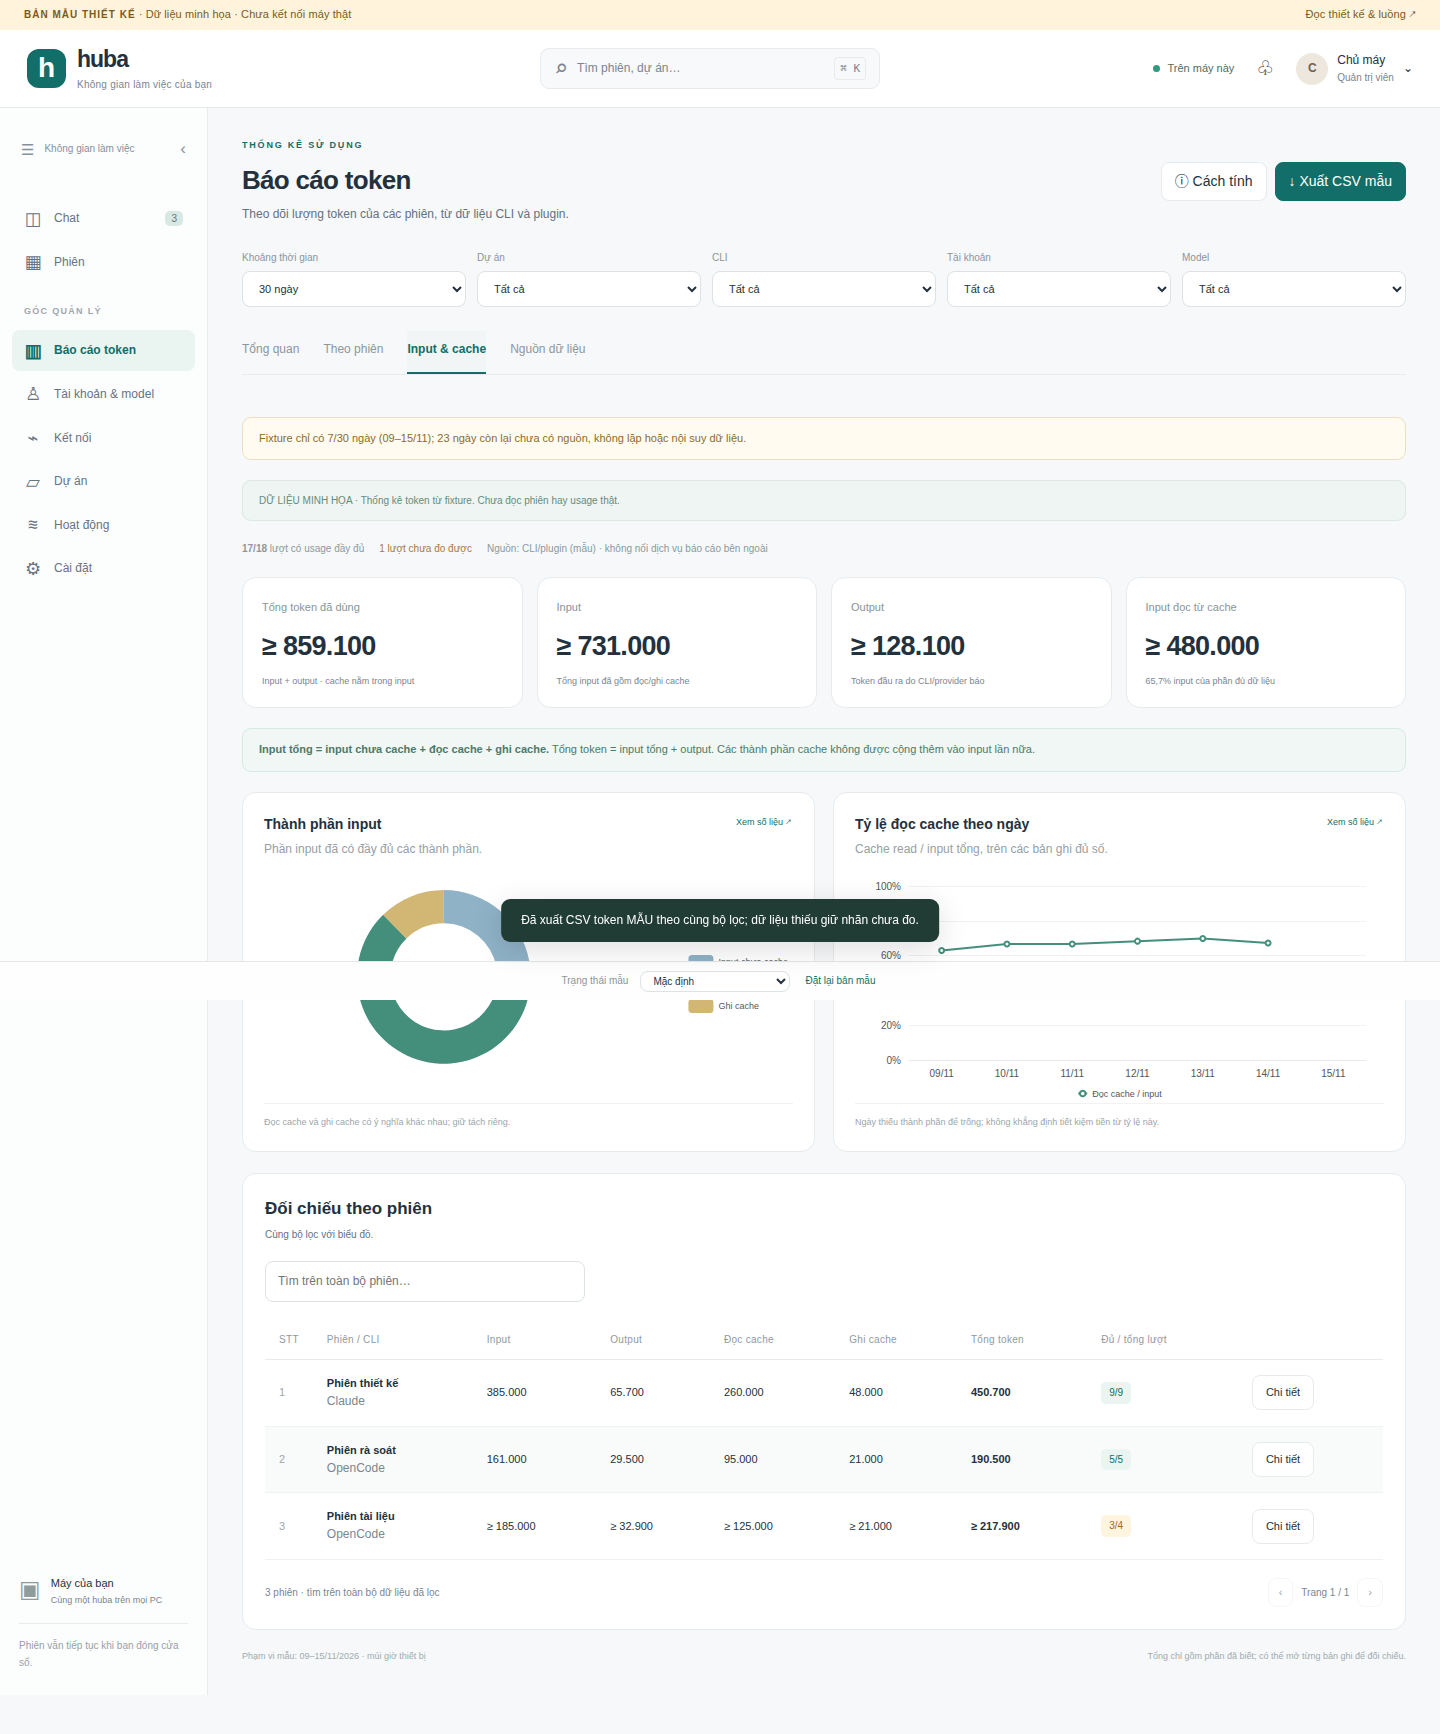 BẢN MẪU THIẾT KẾ · Dữ liệu minh họa · Chưa kết nối máy thật
Đọc thiết kế & luồng ↗
h
huba
Không gian làm việc của bạn
Tìm phiên, dự án…
⌘ K
Trên máy này
C
Chủ máy
Quản trị viên
Không gian làm việc
Chat
3
Phiên
GÓC QUẢN LÝ
Báo cáo token
Tài khoản & model
Kết nối
Dự án
Hoạt động
Cài đặt
Máy của bạn
Cùng một huba trên mọi PC
Phiên vẫn tiếp tục khi bạn đóng cửa
sổ.
THỐNG KÊ SỬ DỤNG
Báo cáo token
Theo dõi lượng token của các phiên, từ dữ liệu CLI và plugin.
ⓘ Cách tính
↓ Xuất CSV mẫu
Khoảng thời gian
Dự án
CLI
Tài khoản
Model
30 ngày
Tất cả
Tất cả
Tất cả
Tất cả
Tổng quan
Theo phiên
Input & cache
Nguồn dữ liệu
Fixture chỉ có 7/30 ngày (09–15/11); 23 ngày còn lại chưa có nguồn, không lặp hoặc nội suy dữ liệu.
DỮ LIỆU MINH HỌA · Thống kê token từ fixture. Chưa đọc phiên hay usage thật.
17/18 lượt có usage đầy đủ
1 lượt chưa đo được
Nguồn: CLI/plugin (mẫu) · không nối dịch vụ báo cáo bên ngoài
Tổng token đã dùng
≥ 859.100
Input + output · cache nằm trong input
Input
≥ 731.000
Tổng input đã gồm đọc/ghi cache
Output
≥ 128.100
Token đầu ra do CLI/provider báo
Input đọc từ cache
≥ 480.000
65,7% input của phần đủ dữ liệu
Input tổng = input chưa cache + đọc cache + ghi cache. Tổng token = input tổng + output. Các thành phần cache không được cộng thêm vào input lần nữa.
Thành phần input
Xem số liệu ↗
Phần input đã có đầy đủ các thành phần.
Ghi cache
Đọc cache và ghi cache có ý nghĩa khác nhau; giữ tách riêng.
Tỷ lệ đọc cache theo ngày
Xem số liệu ↗
Cache read / input tổng, trên các bản ghi đủ số.
100%
60%
20%
0%
09/11
10/11
11/11
12/11
13/11
14/11
15/11
Đọc cache / input
Ngày thiếu thành phần để trống; không khẳng định tiết kiệm tiền từ tỷ lệ này.
Đã xuất CSV token MẪU theo cùng bộ lọc; dữ liệu thiếu giữ nhãn chưa đo.
Trạng thái mẫu
Mặc định
Đặt lại bản mẫu
Đối chiếu theo phiên
Cùng bộ lọc với biểu đồ.
Tìm trên toàn bộ phiên…
STT
Phiên / CLI
Input
Output
Đọc cache
Ghi cache
Tổng token
Đủ / tổng lượt
1
Phiên thiết kế
Claude
385.000
65.700
260.000
48.000
450.700
9/9
Chi tiết
2
Phiên rà soát
OpenCode
161.000
29.500
95.000
21.000
190.500
5/5
Chi tiết
3
Phiên tài liệu
OpenCode
≥ 185.000
≥ 32.900
≥ 125.000
≥ 21.000
≥ 217.900
3/4
Chi tiết
3 phiên · tìm trên toàn bộ dữ liệu đã lọc
‹
Trang 1 / 1
›
Phạm vi mẫu: 09–15/11/2026 · múi giờ thiết bị
Tổng chỉ gồm phần đã biết; có thể mở từng bản ghi để đối chiếu.